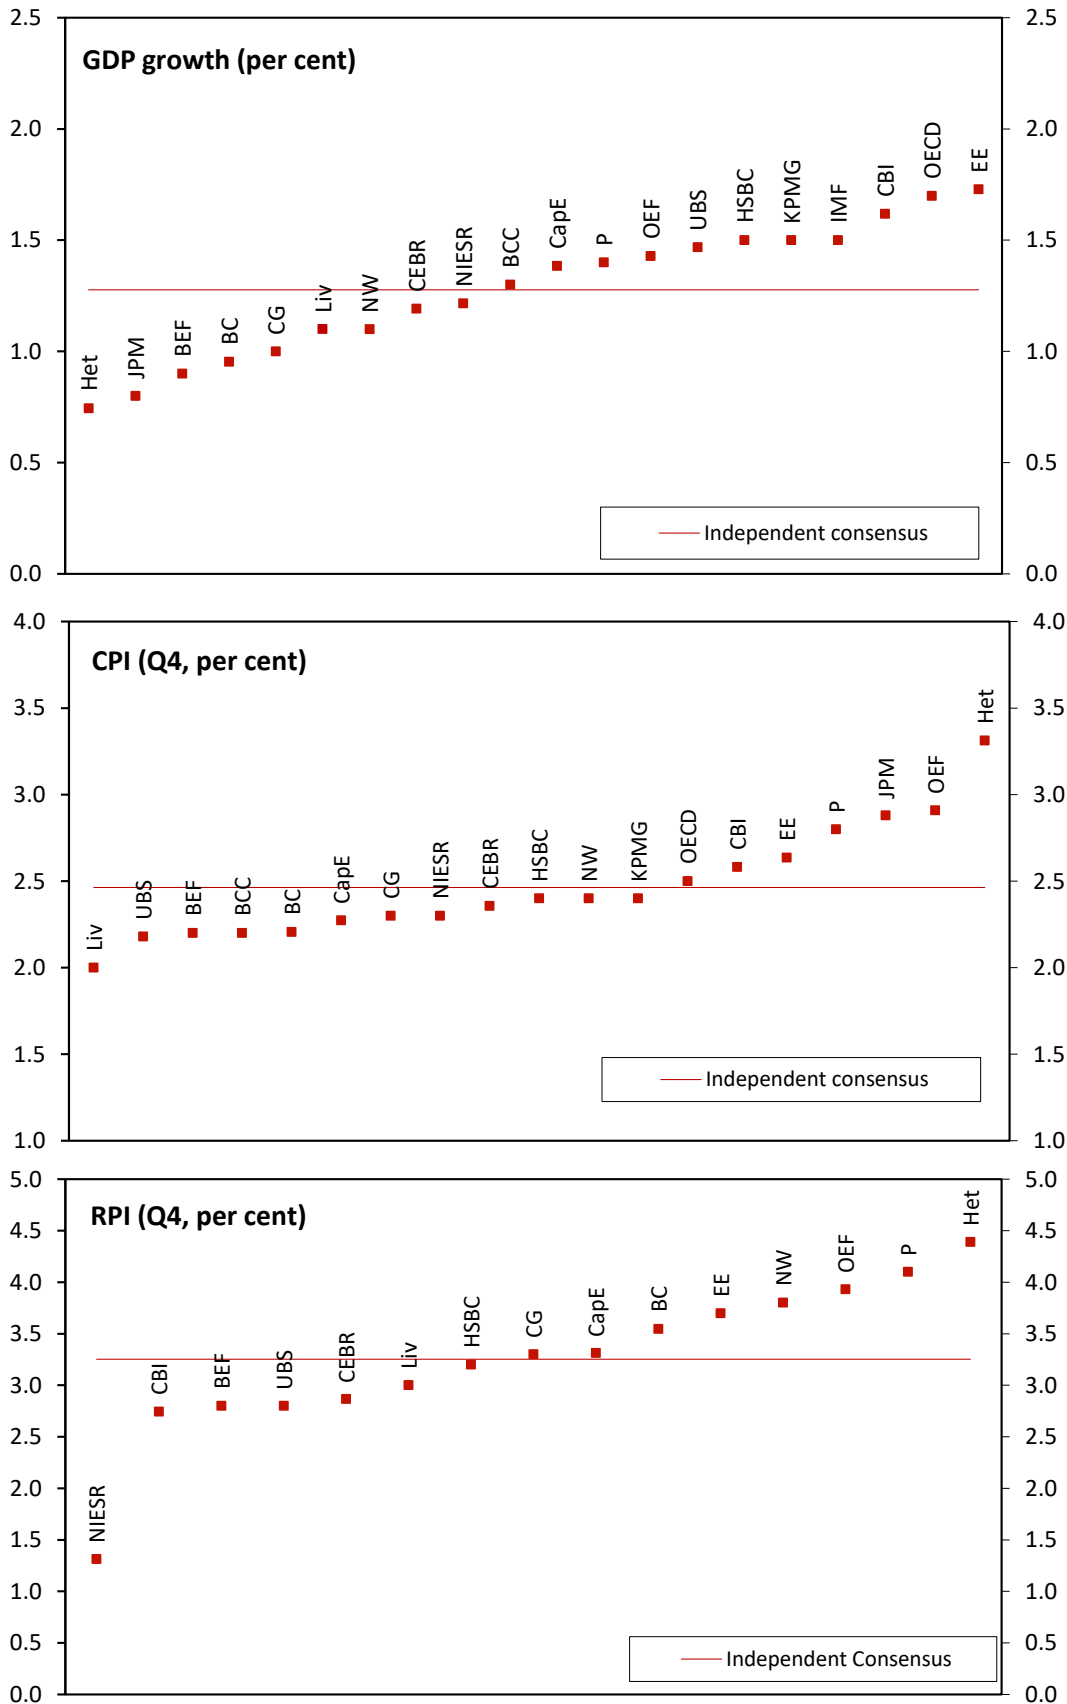 GDP growth (per cent)
2.5 2.5
2.0 2.0
1.5 1.5
1.0 1.0
0.5 0.5
0.0 0.0
Het
JPM
BEF
BC
CG
Liv
NW
CEBR
NIESR
BCC
CapE
P
OEF
UBS
HSBC
KPMG
IMF
CBI
OECD
EE
Independent consensus
CPI (Q4, per cent)
4.0 4.0
3.5 3.5
3.0 3.0
2.5 2.5
2.0 2.0
1.5 1.5
1.0 1.0
Liv
UBS
BEF
BCC
BC
CapE
CG
NIESR
CEBR
HSBC
NW
KPMG
OECD
CBI
EE
P
JPM
OEF
Het
Independent consensus
RPI (Q4, per cent)
5.0 5.0
4.5 4.5
4.0 4.0
3.5 3.5
3.0 3.0
2.5 2.5
2.0 2.0
1.5 1.5
1.0 1.0
0.5 0.5
0.0 0.0
NIESR
CBI
BEF
UBS
CEBR
Liv
HSBC
CG
CapE
BC
EE
NW
OEF
P
Het
Independent Consensus